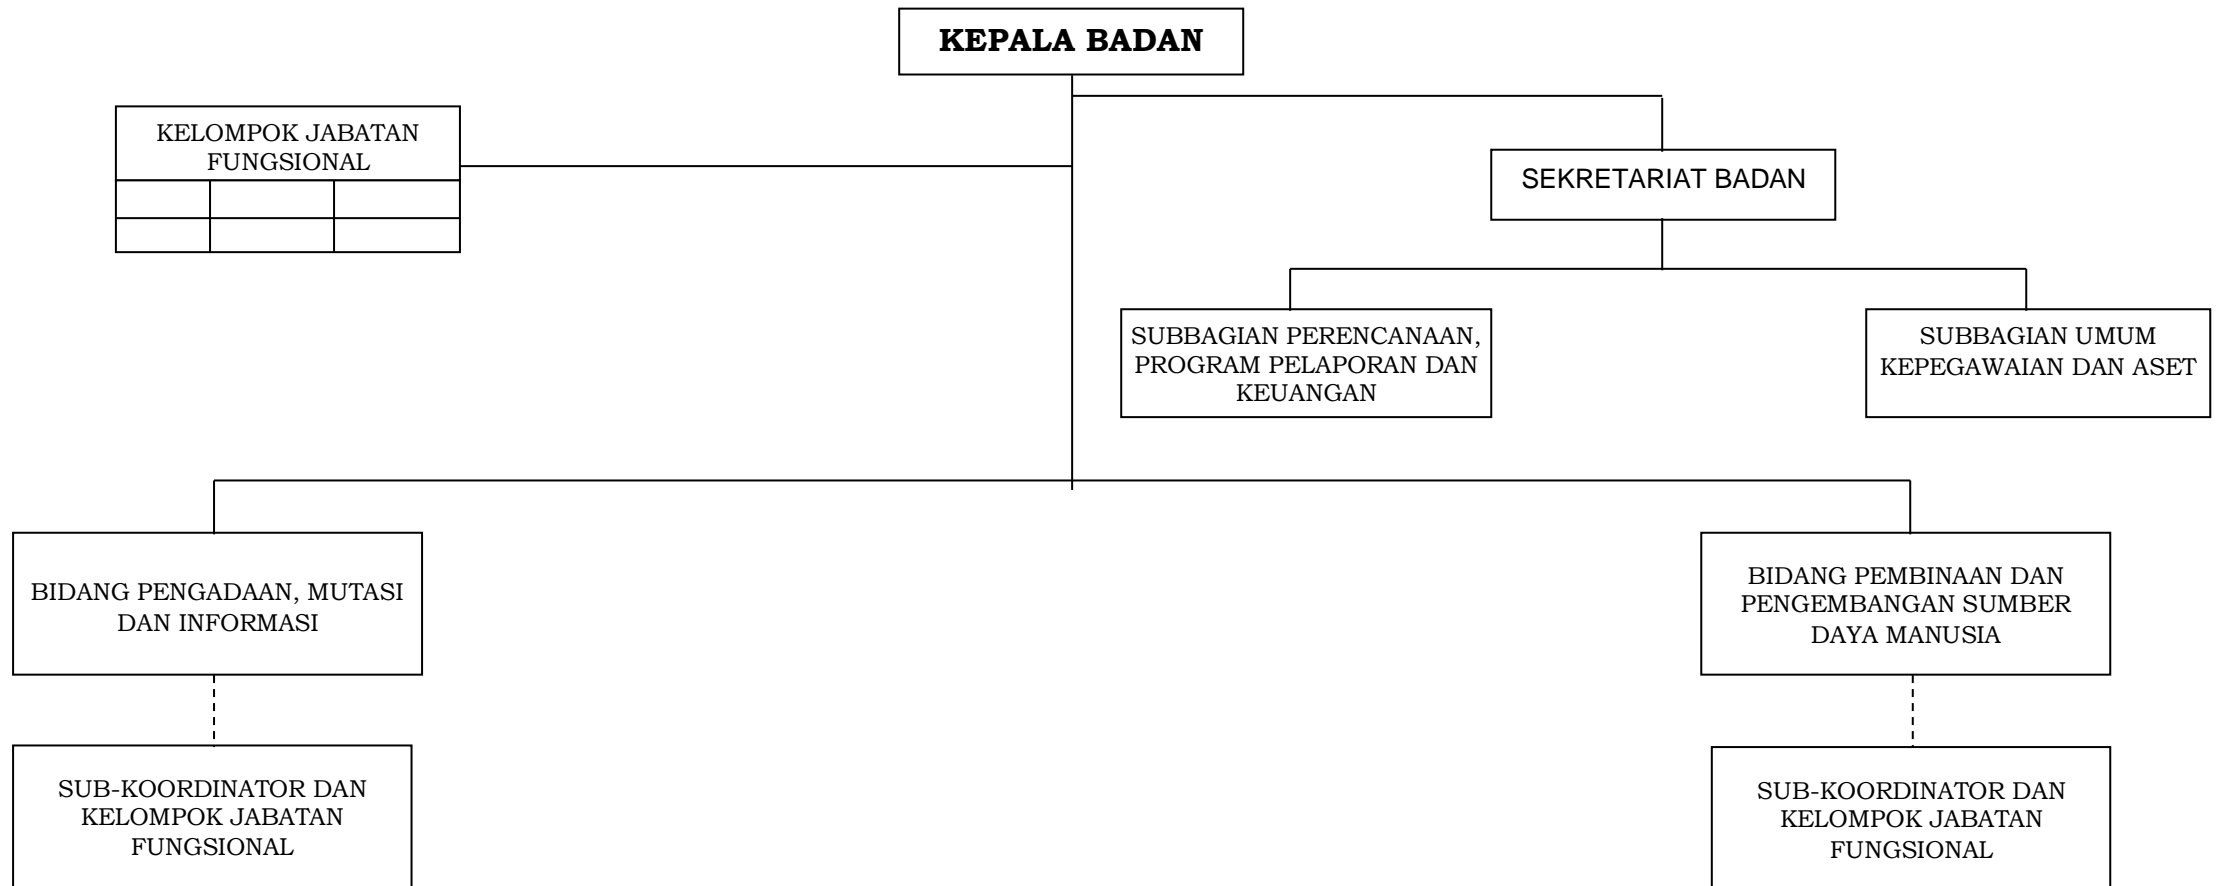 KEPALA BADAN
KELOMPOK JABATAN
FUNGSIONAL
SEKRETARIAT BADAN
SUBBAGIAN PERENCANAAN,
PROGRAM PELAPORAN DAN
KEUANGAN
SUBBAGIAN UMUM
KEPEGAWAIAN DAN ASET
BIDANG PENGADAAN, MUTASI
DAN INFORMASI
BIDANG PEMBINAAN DAN
PENGEMBANGAN SUMBER
DAYA MANUSIA
SUB-KOORDINATOR DAN
KELOMPOK JABATAN
FUNGSIONAL
SUB-KOORDINATOR DAN
KELOMPOK JABATAN
FUNGSIONAL